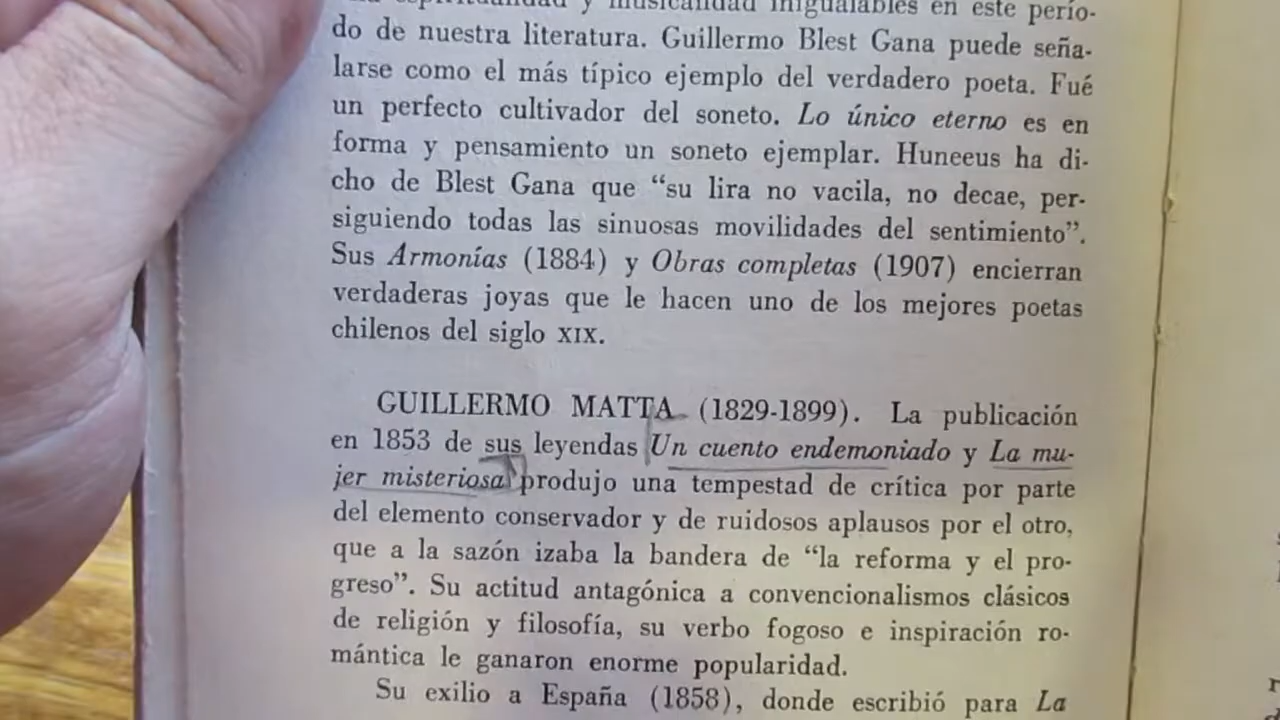 espiritualidad y musicalidad inigualables en este perío-
do de nuestra literatura. Guillermo Blest Gana puede seña-
larse como el más típico ejemplo del verdadero poeta. Fué
un perfecto cultivador del soneto. Lo único eterno es en
forma y pensamiento un soneto ejemplar. Huneeus ha di-
cho de Blest Gana que “su lira no vacila, no decae, per-
siguiendo todas las sinuosas movilidades del sentimiento”.
Sus Armonías (1884) y Obras completas (1907) encierran
verdaderas joyas que le hacen uno de los mejores poetas
chilenos del siglo XIX.
GUILLERMO MATTA (1829-1899). La publicación
en 1853 de sus leyendas Un cuento endemoniado y La mu-
jer misteriosa produjo una tempestad de crítica por parte
del elemento conservador y de ruidosos aplausos por el otro,
que a la sazón izaba la bandera de “la reforma y el pro-
greso”. Su actitud antagónica a convencionalismos clásicos
de religión y filosofía, su verbo fogoso e inspiración ro-
mántica le ganaron enorme popularidad.
Su exilio a España (1858), donde escribió para La